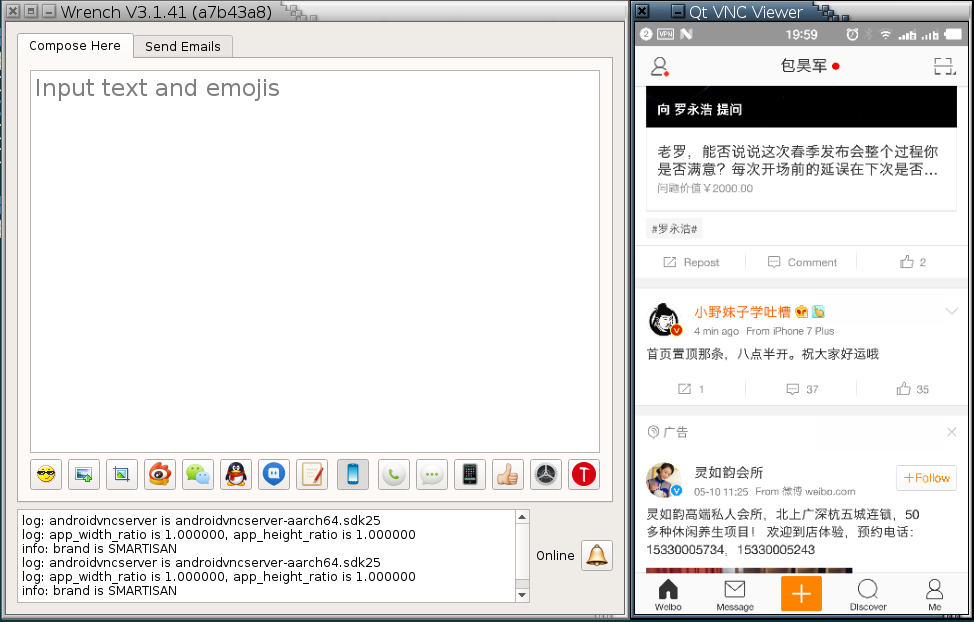 Wrench V3.1.41 (a7b43a8)
Compose Here
Send Emails
Input text and emojis
log: androidvncserver is androidvncserver-aarch64.sdk25
log: app_width_ratio is 1.000000, app_height_ratio is 1.000000
info: brand is SMARTISAN
log: androidvncserver is androidvncserver-aarch64.sdk25
log: app_width_ratio is 1.000000, app_height_ratio is 1.000000
info: brand is SMARTISAN
Online
Qt VNC Viewer
2 VPN 19:59
包昊军
向 罗永浩 提问
老罗，能否说说这次春季发布会整个过程你
是否满意？每次开场前的延误在下次是否...
问题价值￥2000.00
#罗永浩#
Repost Comment 2
小野妹子学吐槽
4 min ago From iPhone 7 Plus
首页置顶那条，八点半开。祝大家好运哦
1 37 35
广告
灵如韵会所
05-10 11:25 From 微博 weibo.com
+Follow
灵如韵高端私人会所，北上广深杭五城连锁，50
多种休闲养生项目！ 欢迎到店体验，预约电话：
15330005734，15330005243
Weibo Message Discover Me